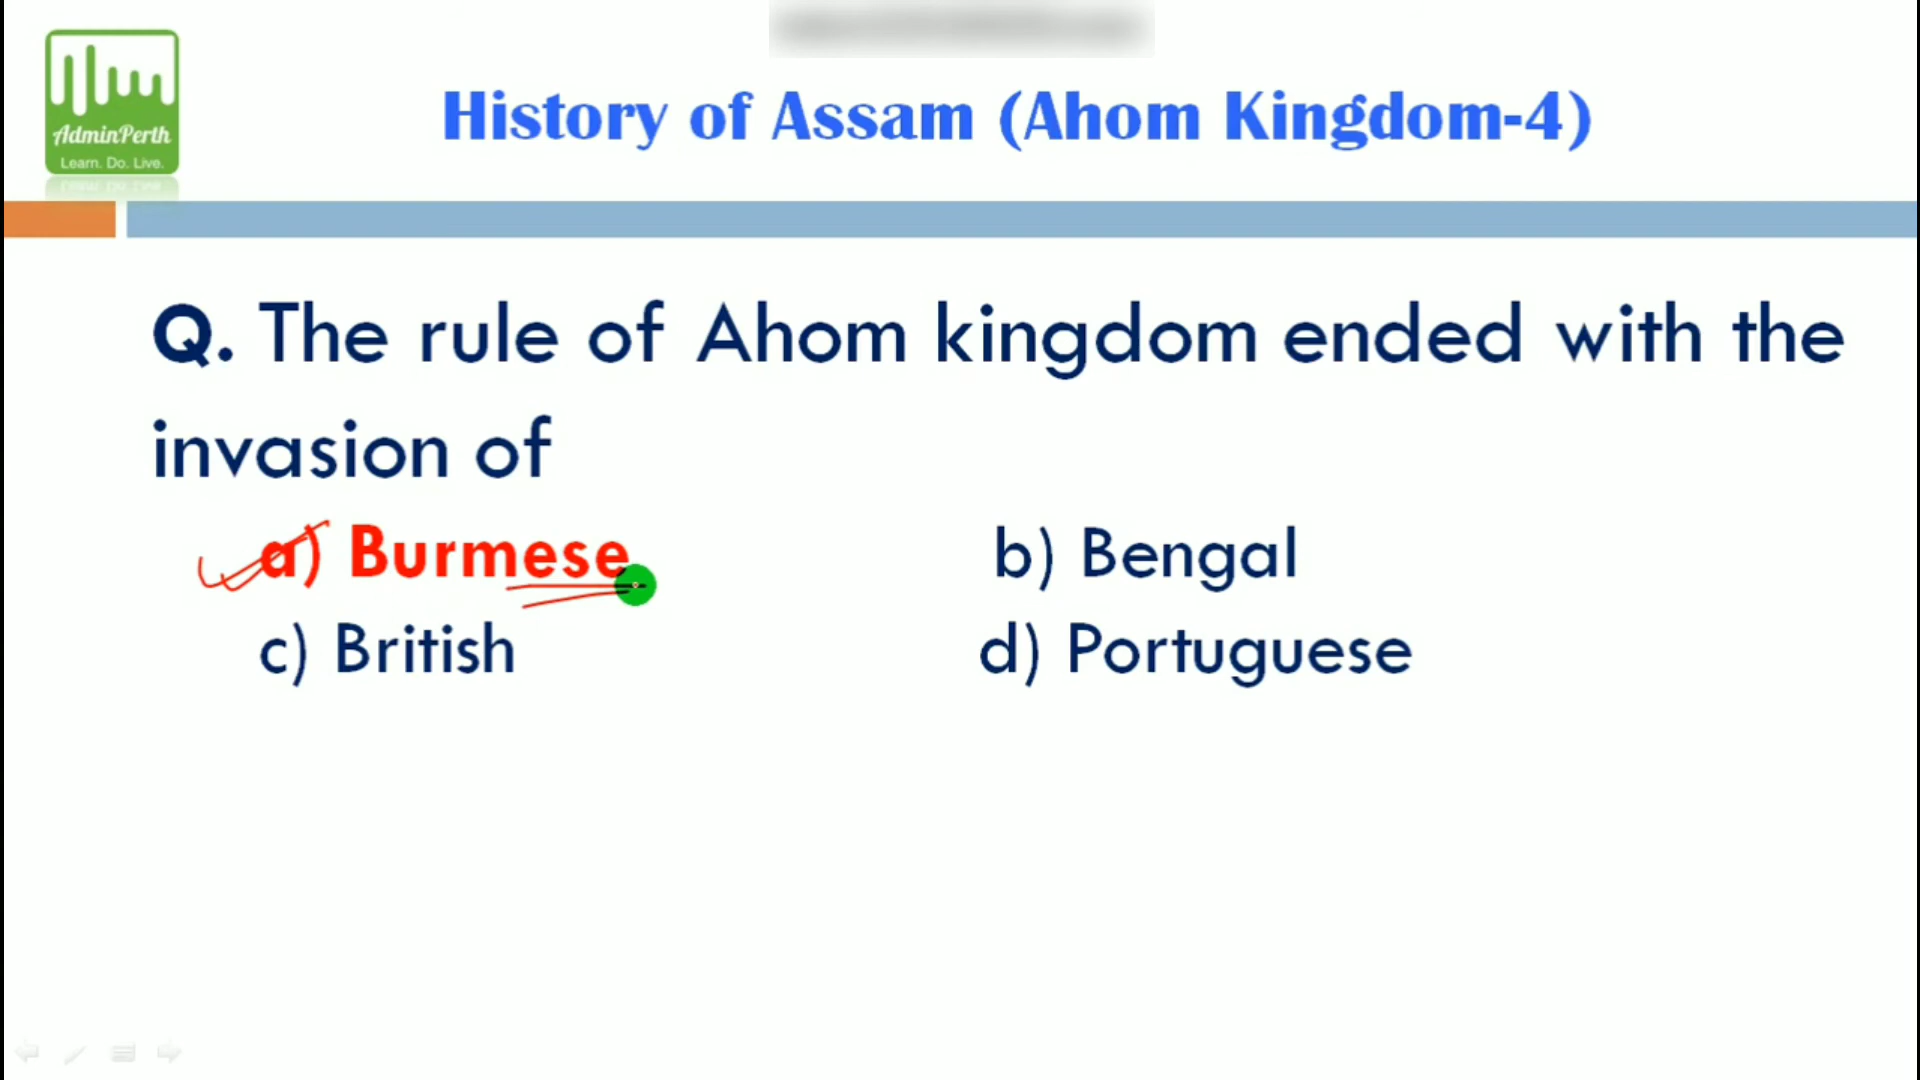 AdminPerth
Learn. Do. Live.
History of Assam (Ahom Kingdom-4)
Q. The rule of Ahom kingdom ended with the
invasion of
a) Burmese
b) Bengal
c) British
d) Portuguese